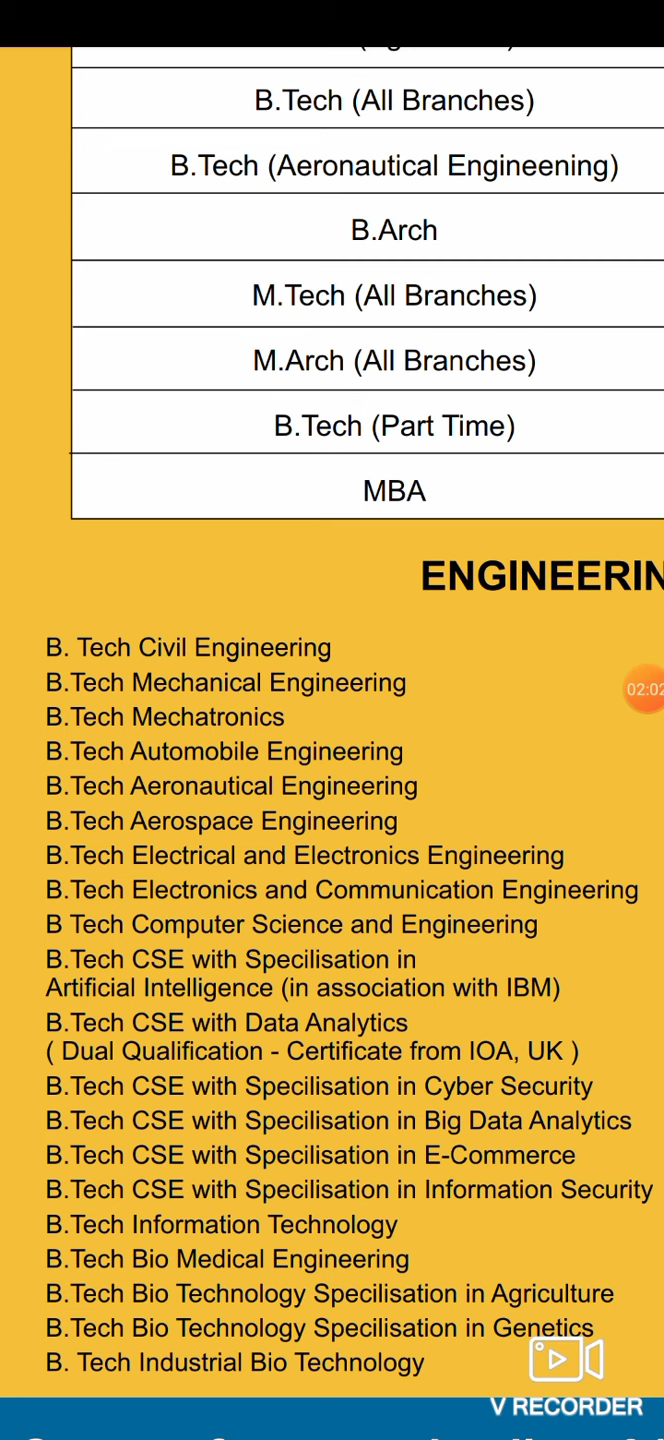 B.Tech (All Branches)
B.Tech (Aeronautical Engineening)
B.Arch
M.Tech (All Branches)
M.Arch (All Branches)
B.Tech (Part Time)
MBA
ENGINEERIN
B. Tech Civil Engineering
B.Tech Mechanical Engineering
02:02
B.Tech Mechatronics
B.Tech Automobile Engineering
B.Tech Aeronautical Engineering
B.Tech Aerospace Engineering
B.Tech Electrical and Electronics Engineering
B.Tech Electronics and Communication Engineering
B Tech Computer Science and Engineering
B.Tech CSE with Specilisation in
Artificial Intelligence (in association with IBM)
B.Tech CSE with Data Analytics
( Dual Qualification - Certificate from IOA, UK )
B.Tech CSE with Specilisation in Cyber Security
B.Tech CSE with Specilisation in Big Data Analytics
B.Tech CSE with Specilisation in E-Commerce
B.Tech CSE with Specilisation in Information Security
B.Tech Information Technology
B.Tech Bio Medical Engineering
B.Tech Bio Technology Specilisation in Agriculture
B.Tech Bio Technology Specilisation in Genetics
B. Tech Industrial Bio Technology
V RECORDER